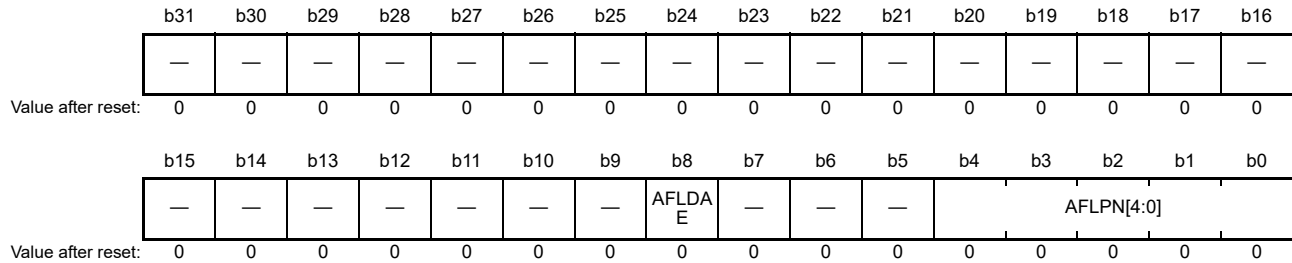 b31 b30 b29 b28 b27 b26 b25 b24 b23 b22 b21 b20 b19 b18 b17 b16
— — — — — — — — — — — — — — — —
Value after reset: 0 0 0 0 0 0 0 0 0 0 0 0 0 0 0 0
b15 b14 b13 b12 b11 b10 b9 b8 b7 b6 b5 b4 b3 b2 b1 b0
— — — — — — — AFLDA — — — AFLPN[4:0]
E
Value after reset: 0 0 0 0 0 0 0 0 0 0 0 0 0 0 0 0